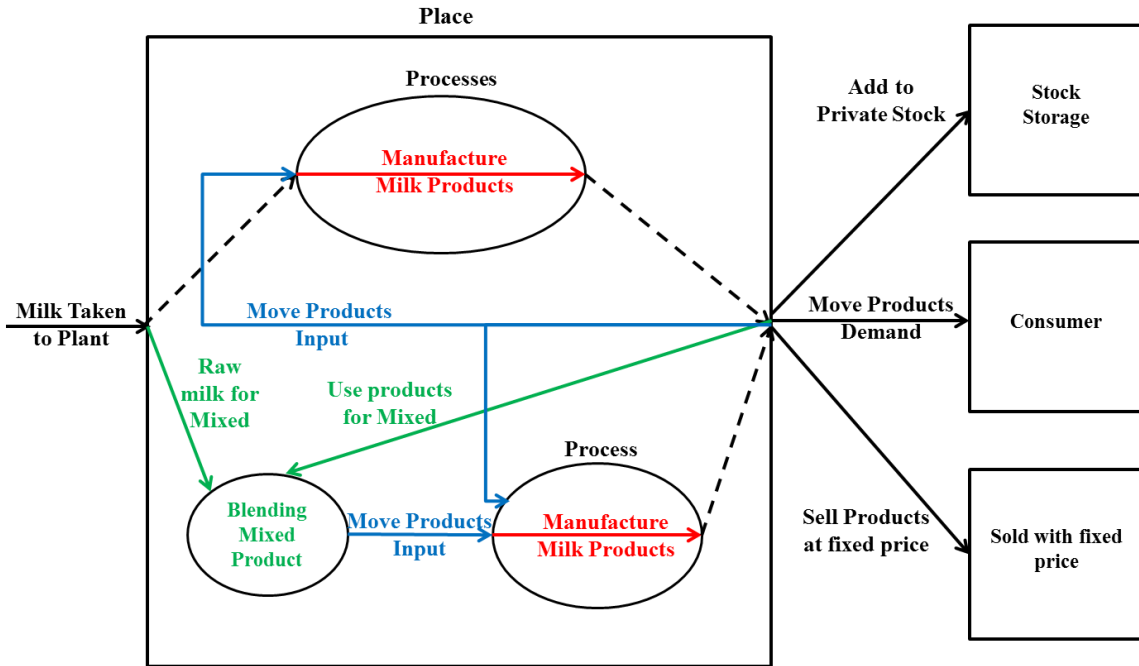 Place
Processes
Manufacture
Milk Products
Add to
Private Stock
Stock
Storage
Milk Taken
to Plant
Move Products
Input
Move Products
Demand
Consumer
Raw
milk for
Mixed
Use products
for Mixed
Process
Blending
Mixed
Product
Move Products
Input
Manufacture
Milk Products
Sell Products
at fixed price
Sold with fixed
price